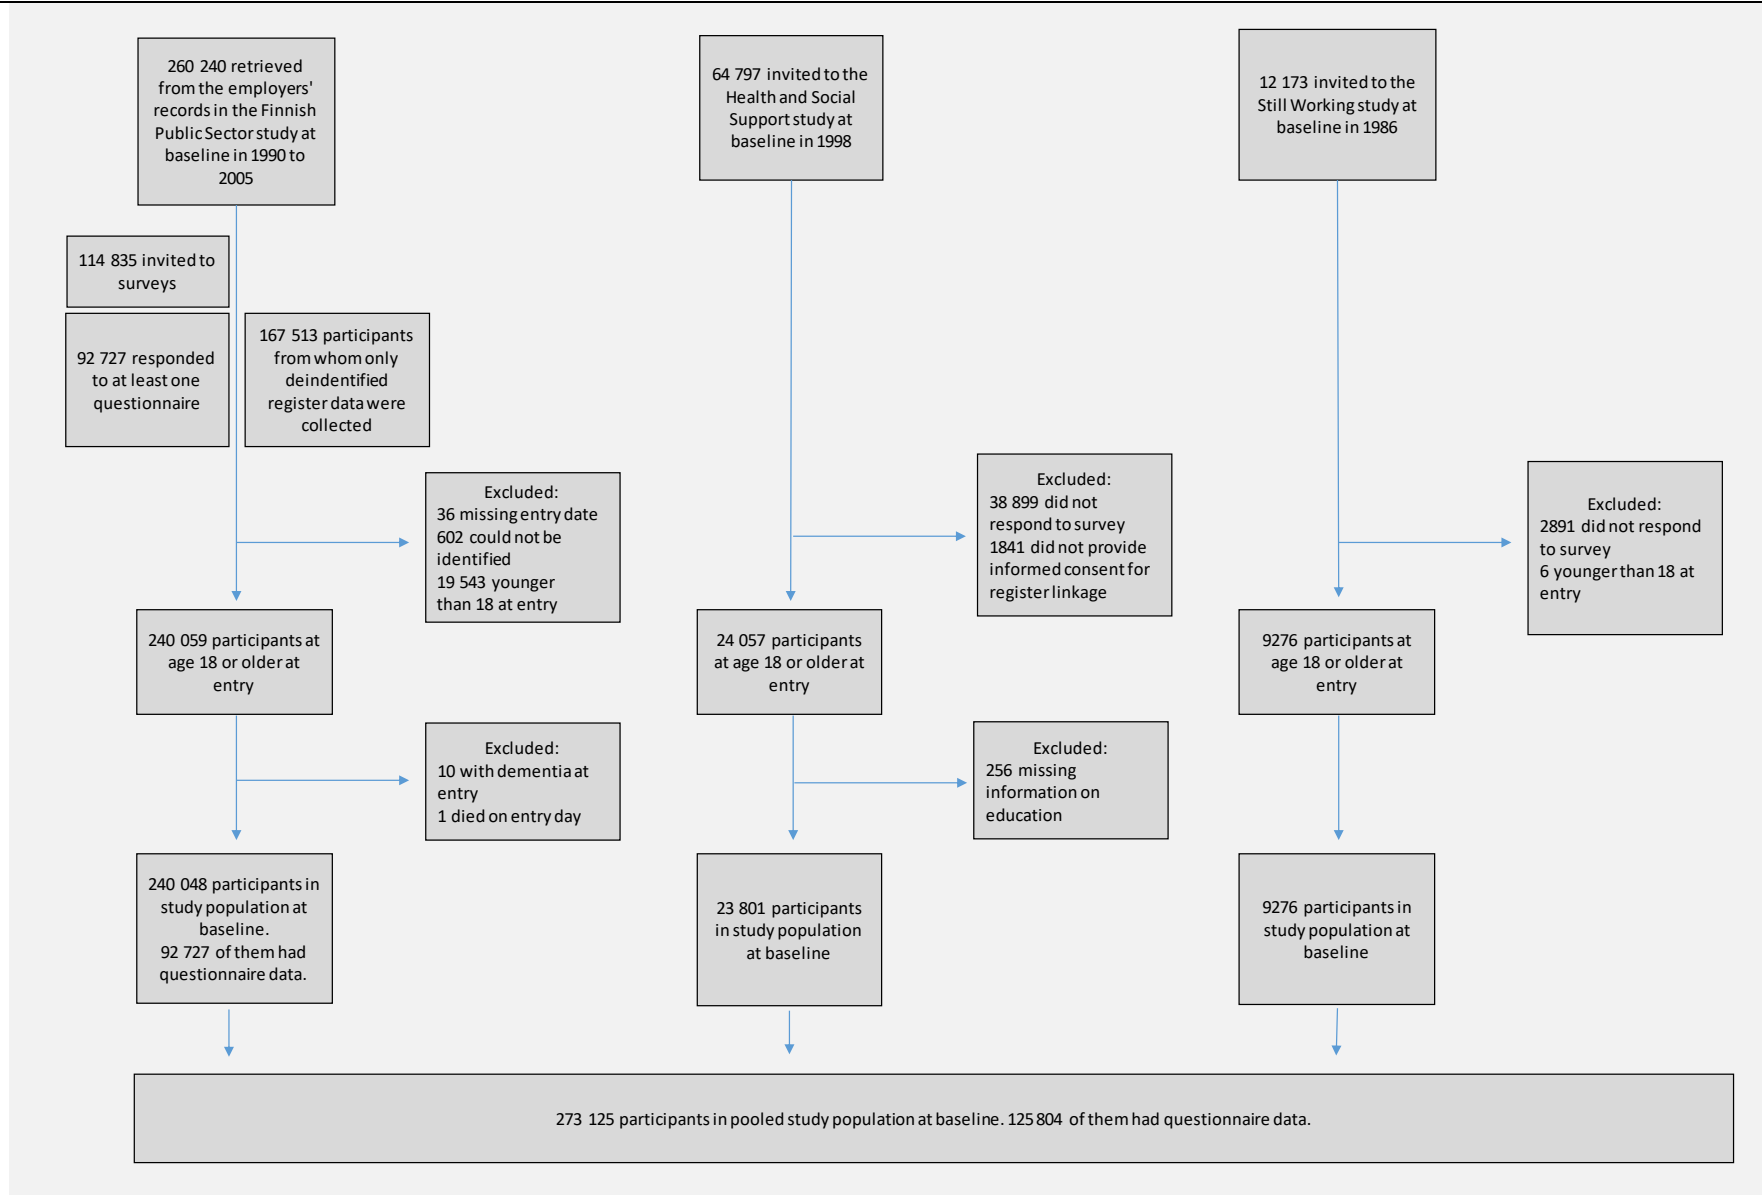 260 240 retrieved
from the employers'
records in the Finnish
Public Sector study at
baseline in 1990 to
2005
114 835 invited to
surveys
92 727 responded
to at least one
questionnaire
167 513 participants
from whom only
deindentified
register data were
collected
Excluded:
36 missing entry date
602 could not be
identified
19 543 younger
than 18 at entry
240 059 participants at
age 18 or older at
entry
Excluded:
10 with dementia at
entry
1 died on entry day
240 048 participants in
study population at
baseline.
92 727 of them had
questionnaire data.
64 797 invited to the
Health and Social
Support study at
baseline in 1998
Excluded:
38 899 did not
respond to survey
1841 did not provide
informed consent for
register linkage
24 057 participants
at age 18 or older at
entry
Excluded:
256 missing
information on
education
23 801 participants
in study population
at baseline
12 173 invited to the
Still Working study at
baseline in 1986
Excluded:
2891 did not respond
to survey
6 younger than 18 at
entry
9276 participants at
age 18 or older at
entry
9276 participants in
study population at
baseline
273 125 participants in pooled study population at baseline. 125 804 of them had questionnaire data.